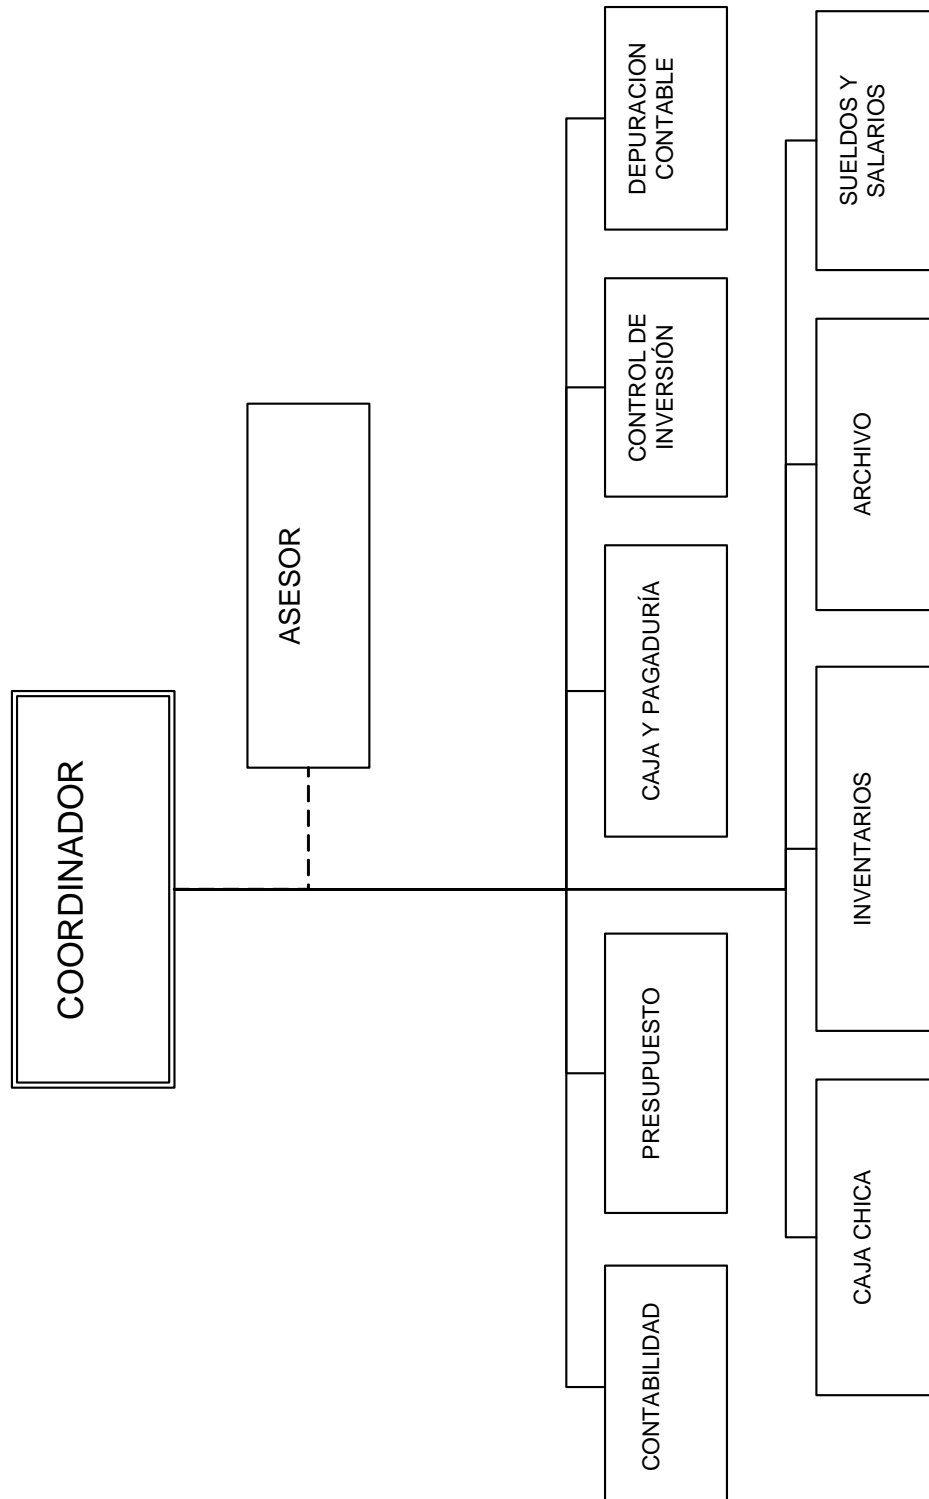 COORDINADOR
ASESOR
CONTABILIDAD
PRESUPUESTO
CAJA Y PAGADURÍA
CONTROL DE
INVERSIÓN
DEPURACION
CONTABLE
CAJA CHICA
INVENTARIOS
ARCHIVO
SUELDOS Y
SALARIOS